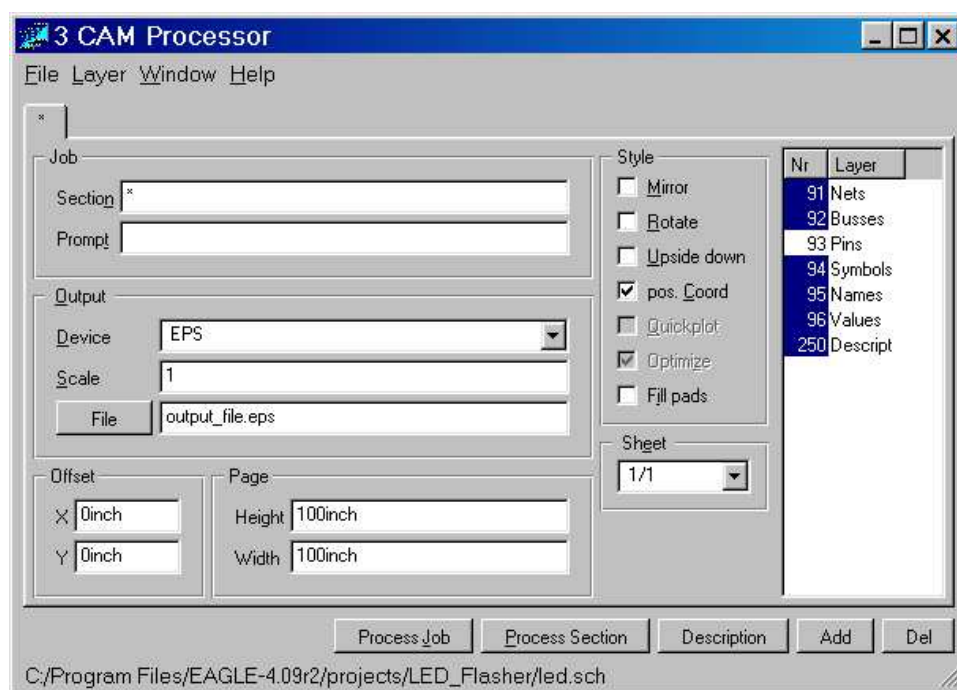 3 CAM Processor
File Layer Window Help
*
Job
Section *
Prompt
Output
Device EPS
Scale 1
File output_file.eps
Offset
X 0inch
Y 0inch
Page
Height 100inch
Width 100inch
Style
Mirror
Rotate
Upside down
pos. Coord
Quickplot
Optimize
Fill pads
Sheet
1/1
Nr Layer
91 Nets
92 Busses
93 Pins
94 Symbols
95 Names
96 Values
250 Descript
Process Job Process Section Description Add Del
C:/Program Files/EAGLE-4.09r2/projects/LED_Flasher/led.sch